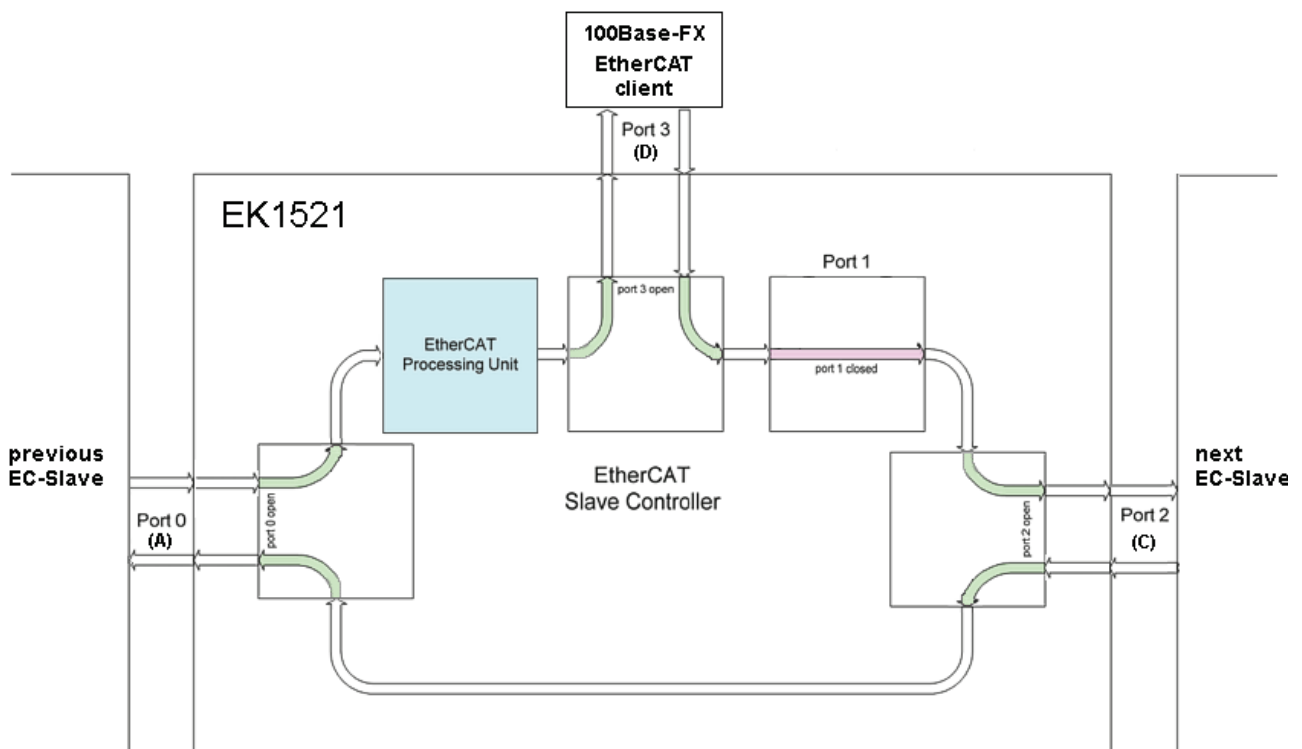 100Base-FX
EtherCAT
client
Port 3
(D)
EK1521
Port 1
port 3 open
EtherCAT
Processing Unit
port 1 closed
previous
EC-Slave
next
EC-Slave
EtherCAT
Slave Controller
port 0 open
Port 0
(A)
port 2 open
Port 2
(C)